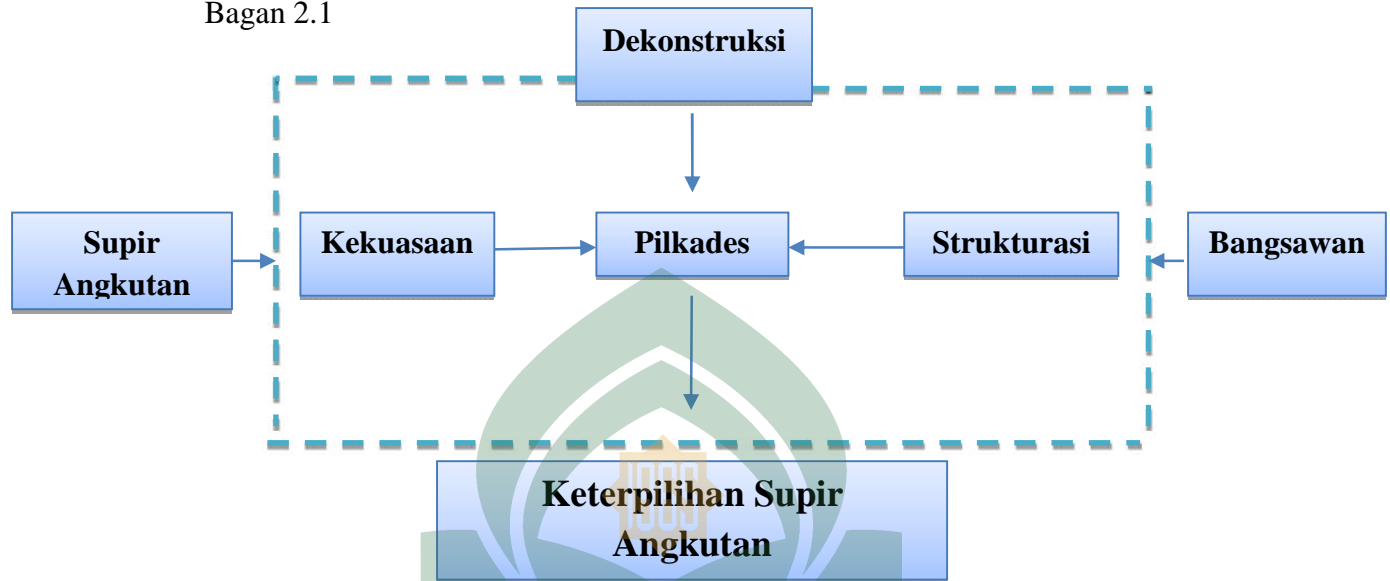 Bagan 2.1
Dekonstruksi
Supir
Angkutan
Kekuasaan
Pilkades
Strukturasi
Bangsawan
Keterpilihan Supir
Angkutan